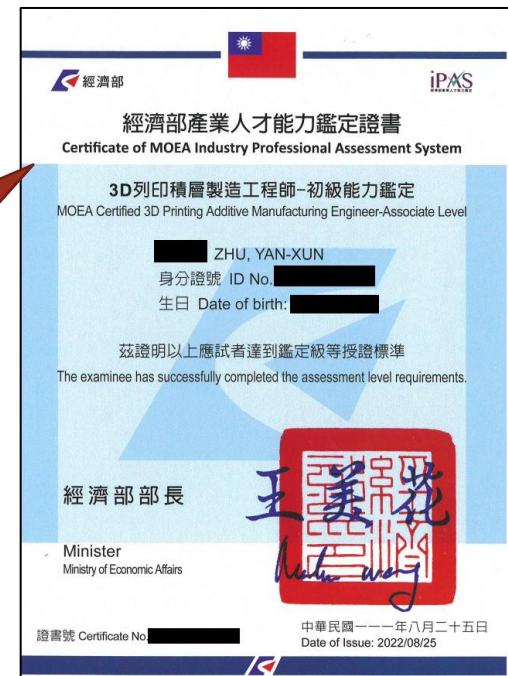 經濟部
iPAS
經濟部產業人才能力鑑定證書
Certificate of MOEA Industry Professional Assessment System
3D列印積層製造工程師-初級能力鑑定
MOEA Certified 3D Printing Additive Manufacturing Engineer-Associate Level
ZHU, YAN-XUN
身分證號 ID No.
生日 Date of birth:
茲證明以上應試者達到鑑定級等授證標準
The examinee has successfully completed the assessment level requirements.
經濟部部長
王美花
Minister
Ministry of Economic Affairs
證書號 Certificate No.
中華民國一一一年八月二十五日
Date of Issue: 2022/08/25